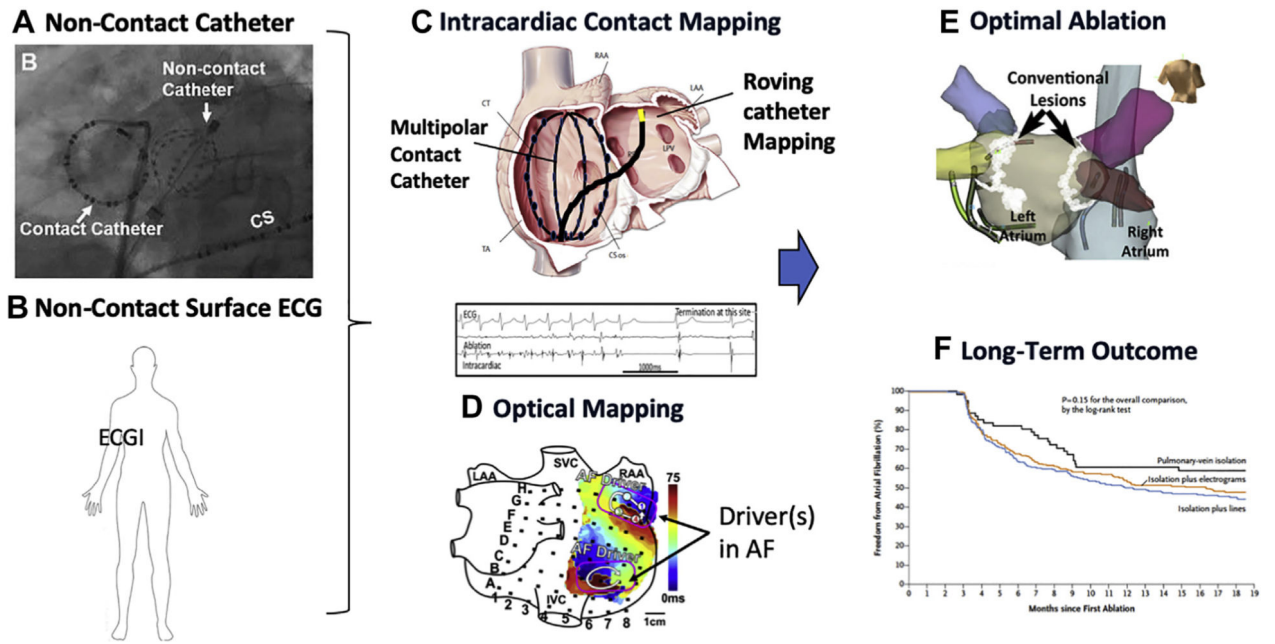 A Non-Contact Catheter
B
Non-contact
Catheter
Contact Catheter
CS
B Non-Contact Surface ECG
ECGI
C Intracardiac Contact Mapping
RAA
CT
LAA
Multipolar
Contact
Catheter
Roving
catheter
Mapping
LPV
TA
CS os
ECG
Termination at this site
Ablation
Intracardiac
1000ms
D Optical Mapping
SVC
LAA
RAA
AF Driver
75
H
G
F
E
D
C
B
A
AF Driver
Driver(s)
in AF
IVC
1 2 3 4 5 6 7 8
0ms
1cm
E Optimal Ablation
Conventional
Lesions
Left
Atrium
Right
Atrium
F Long-Term Outcome
P=0.15 for the overall comparison,
by the log-rank test
Pulmonary-vein isolation
Isolation plus electrograms
Isolation plus lines
Freedom from Atrial Fibrillation (%)
100
90
80
70
60
50
40
30
20
10
0
0 1 2 3 4 5 6 7 8 9 10 11 12 13 14 15 16 17 18 19
Months since First Ablation